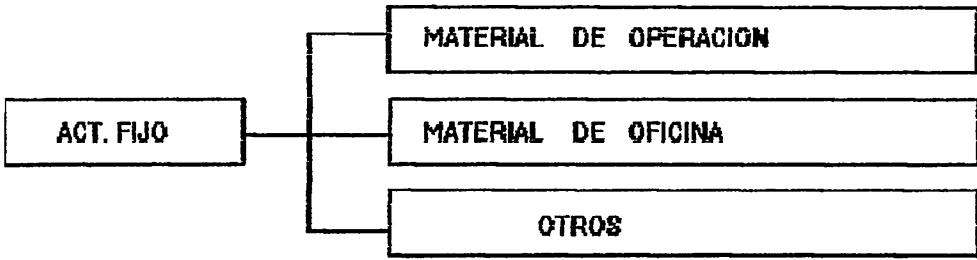 MATERIAL DE OPERACION
ACT. FIJO
MATERIAL DE OFICINA
OTROS